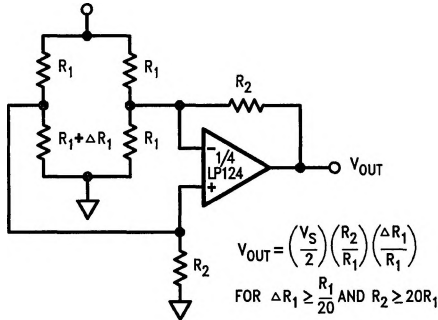 R1
R1
R2
R1+ΔR1
R1
1/4
LP124
−
+
VOUT
R2
VOUT = (VS/2) (R2/R1) (ΔR1/R1)
FOR ΔR1 ≥ R1/20 AND R2 ≥ 20R1